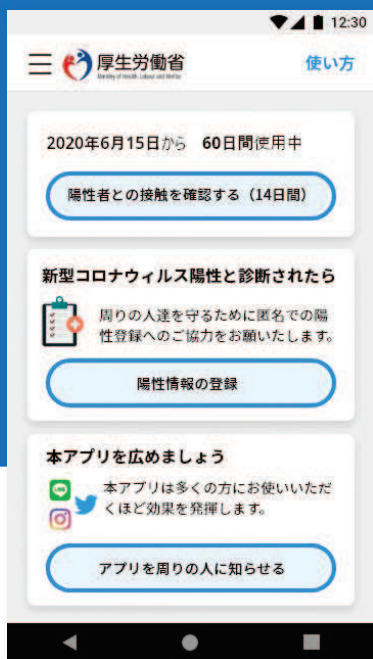 12:30
厚生労働省
Ministry of Health, Labour and Welfare
使い方
2020年6月15日から 60日間使用中
陽性者との接触を確認する（14日間）
新型コロナウィルス陽性と診断されたら
周りの人達を守るために匿名での陽
性登録へのご協力をお願いいたします。
陽性情報の登録
本アプリを広めましょう
LINE
本アプリは多くの方にお使いいただ
くほど効果を発揮します。
アプリを周りの人に知らせる